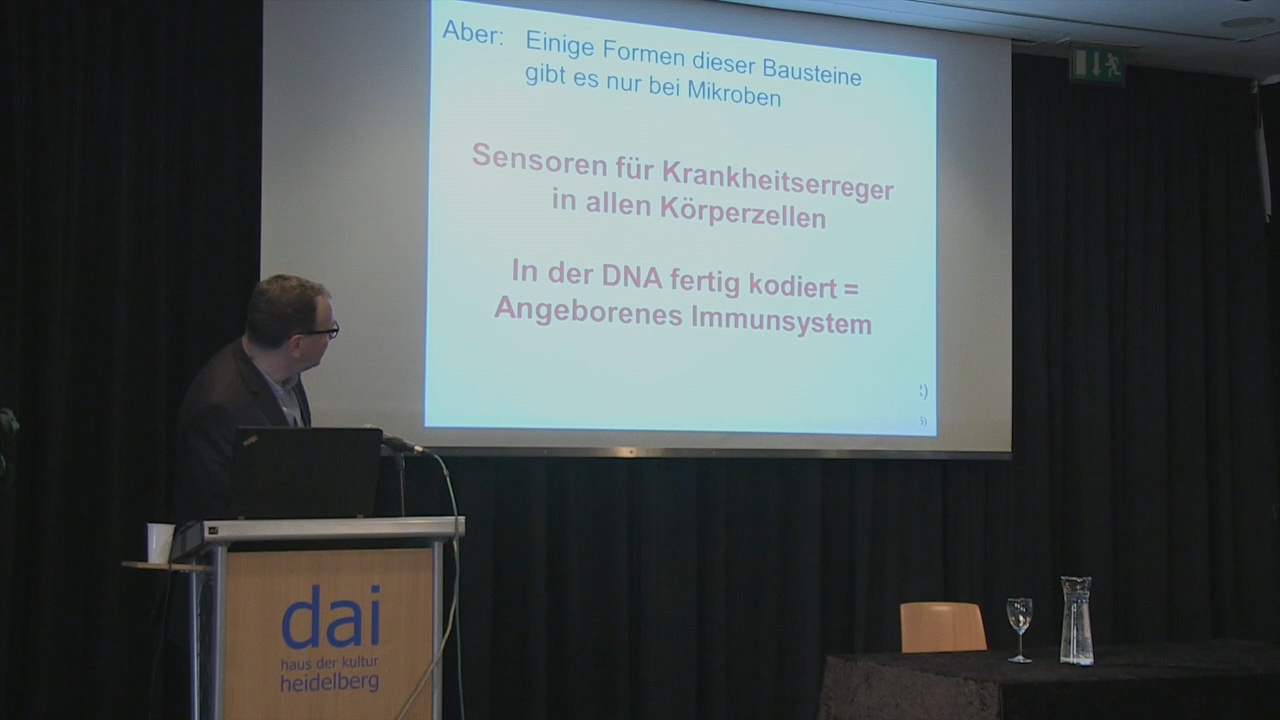 Aber: Einige Formen dieser Bausteine
gibt es nur bei Mikroben
Sensoren für Krankheitserreger
in allen Körperzellen
In der DNA fertig kodiert =
Angeborenes Immunsystem
dai
haus der kultur
heidelberg